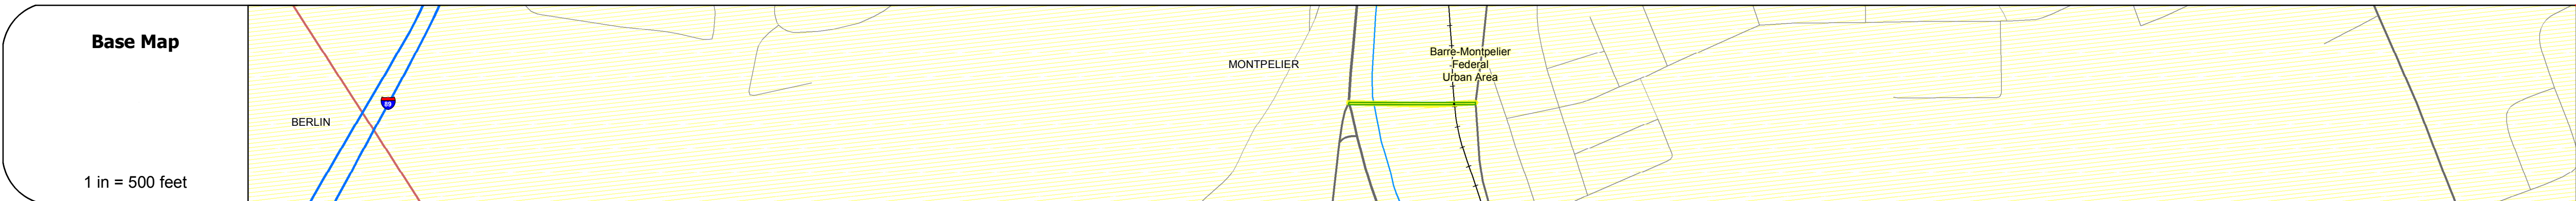 Base Map
1 in = 500 feet
BERLIN
89
MONTPELIER
Barre-Montpelier
Federal
Urban Area